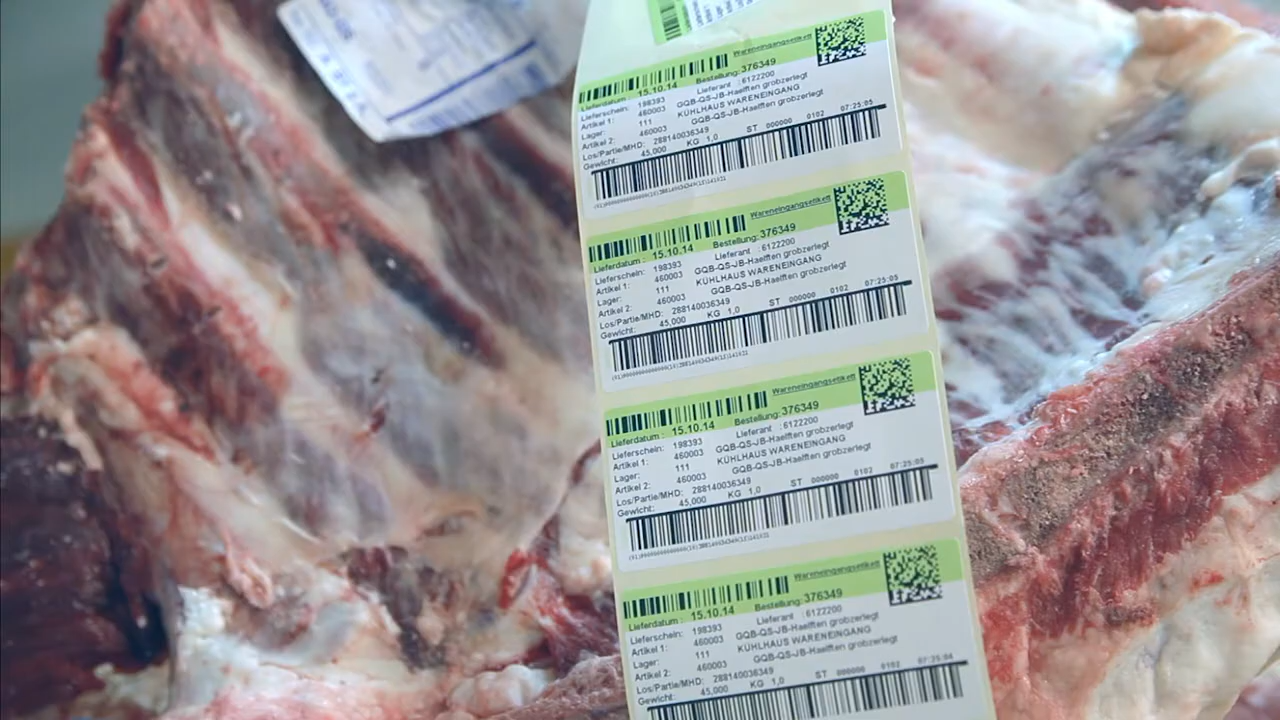 Wareneingangsetikett
Lieferdatum : 15.10.14 Bestellung: 376349
Lieferschein: 198393 Lieferant : 6122200
Artikel 1: 460003 GQB-QS-JB-Haelften grobzerlegt
Lager: 111 KÜHLHAUS WARENEINGANG
Artikel 2: 460003 GQB-QS-JB-Haelften grobzerlegt
Los/Partie/MHD: 288140036349
Gewicht: 45,000 KG 1,0 ST 000000 0102 07:25:05
Wareneingangsetikett
Lieferdatum : 15.10.14 Bestellung: 376349
Lieferschein: 198393 Lieferant : 6122200
Artikel 1: 460003 GQB-QS-JB-Haelften grobzerlegt
Lager: 111 KÜHLHAUS WARENEINGANG
Artikel 2: 460003 GQB-QS-JB-Haelften grobzerlegt
Los/Partie/MHD: 288140036349
Gewicht: 45,000 KG 1,0 ST 000000 0102 07:25:05
Wareneingangsetikett
Lieferdatum : 15.10.14 Bestellung: 376349
Lieferschein: 198393 Lieferant : 6122200
Artikel 1: 460003 GQB-QS-JB-Haelften grobzerlegt
Lager: 111 KÜHLHAUS WARENEINGANG
Artikel 2: 460003 GQB-QS-JB-Haelften grobzerlegt
Los/Partie/MHD: 288140036349
Gewicht: 45,000 KG 1,0 ST 000000 0102 07:25:05
Wareneingangsetikett
Lieferdatum : 15.10.14 Bestellung: 376349
Lieferschein: 198393 Lieferant : 6122200
Artikel 1: 460003 GQB-QS-JB-Haelften grobzerlegt
Lager: 111 KÜHLHAUS WARENEINGANG
Artikel 2: 460003 GQB-QS-JB-Haelften grobzerlegt
Los/Partie/MHD: 288140036349
Gewicht: 45,000 KG 1,0 ST 000000 0102 07:25:04